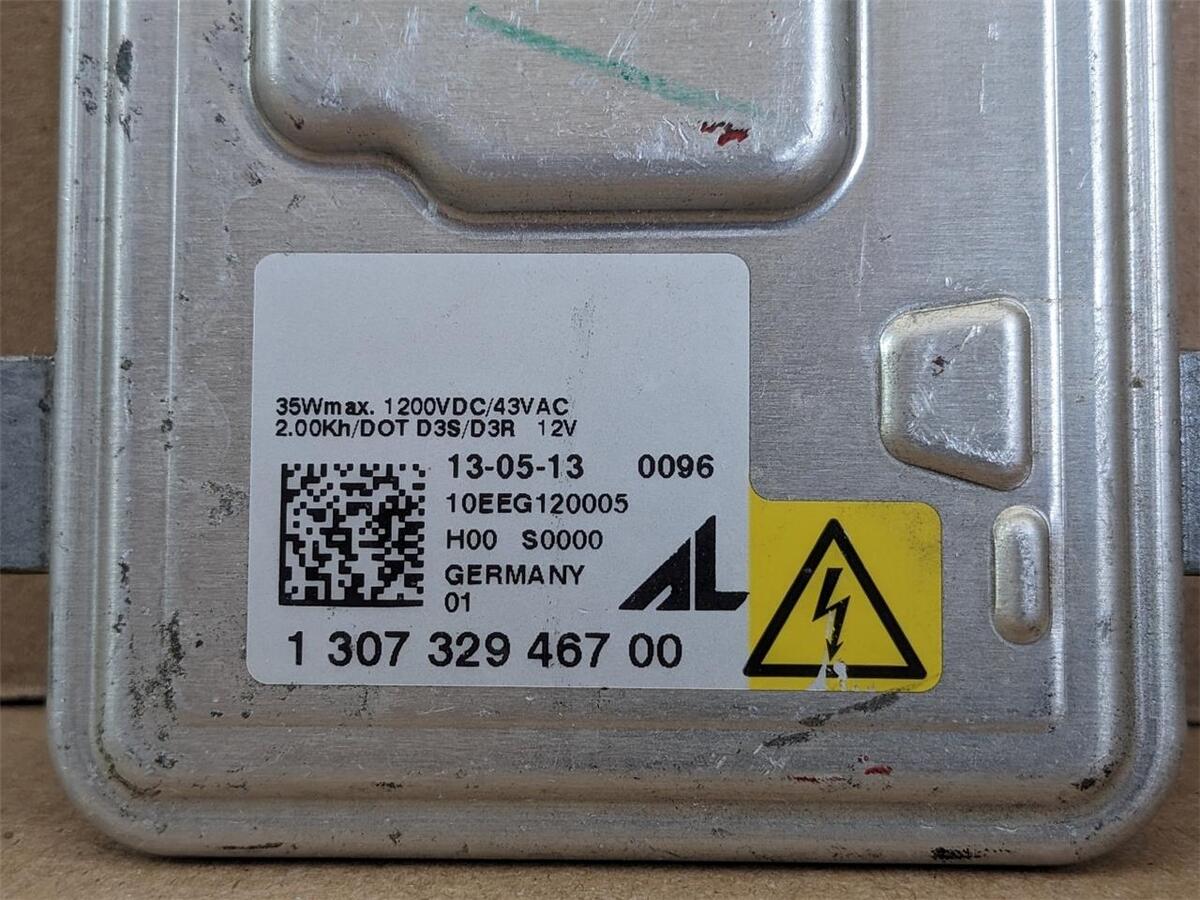 35Wmax. 1200VDC/43VAC
2.00Kh/DOT D3S/D3R 12V
13-05-13 0096
10EEG120005
H00 S0000
GERMANY
AL
01
1 307 329 467 00